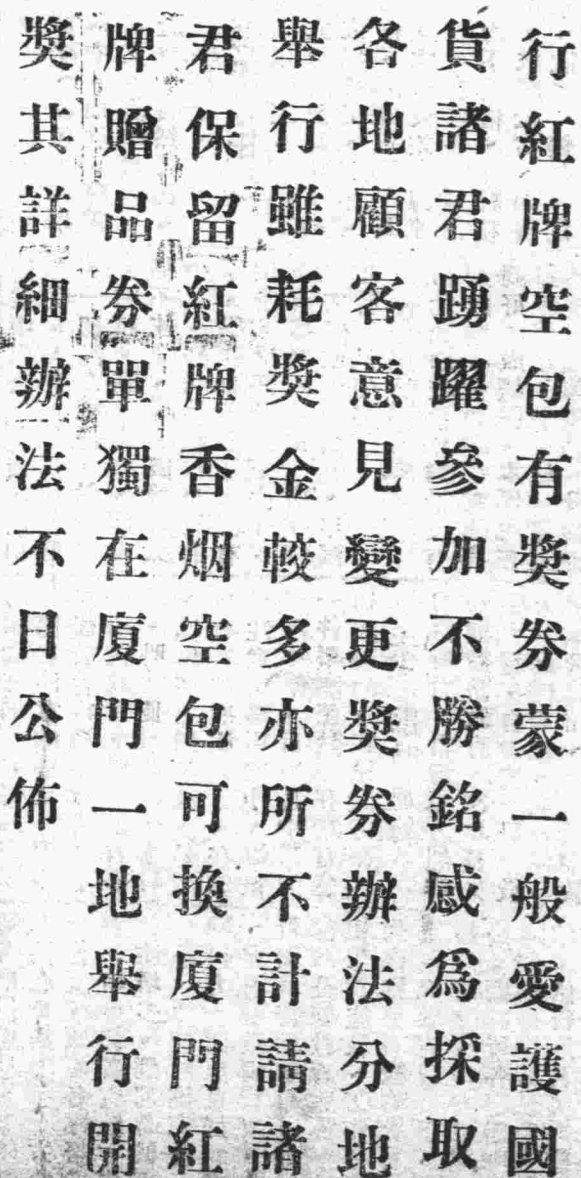 行紅牌空包有獎券蒙一般愛護國
貨諸君踴躍參加不勝銘感爲採取
各地顧客意見變更獎券辦法分地
舉行雖耗獎金較多亦所不計請諸
君保留紅牌香烟空包可換廈門紅
牌贈品券單獨在廈門一地舉行開
獎其詳細辦法不日公佈